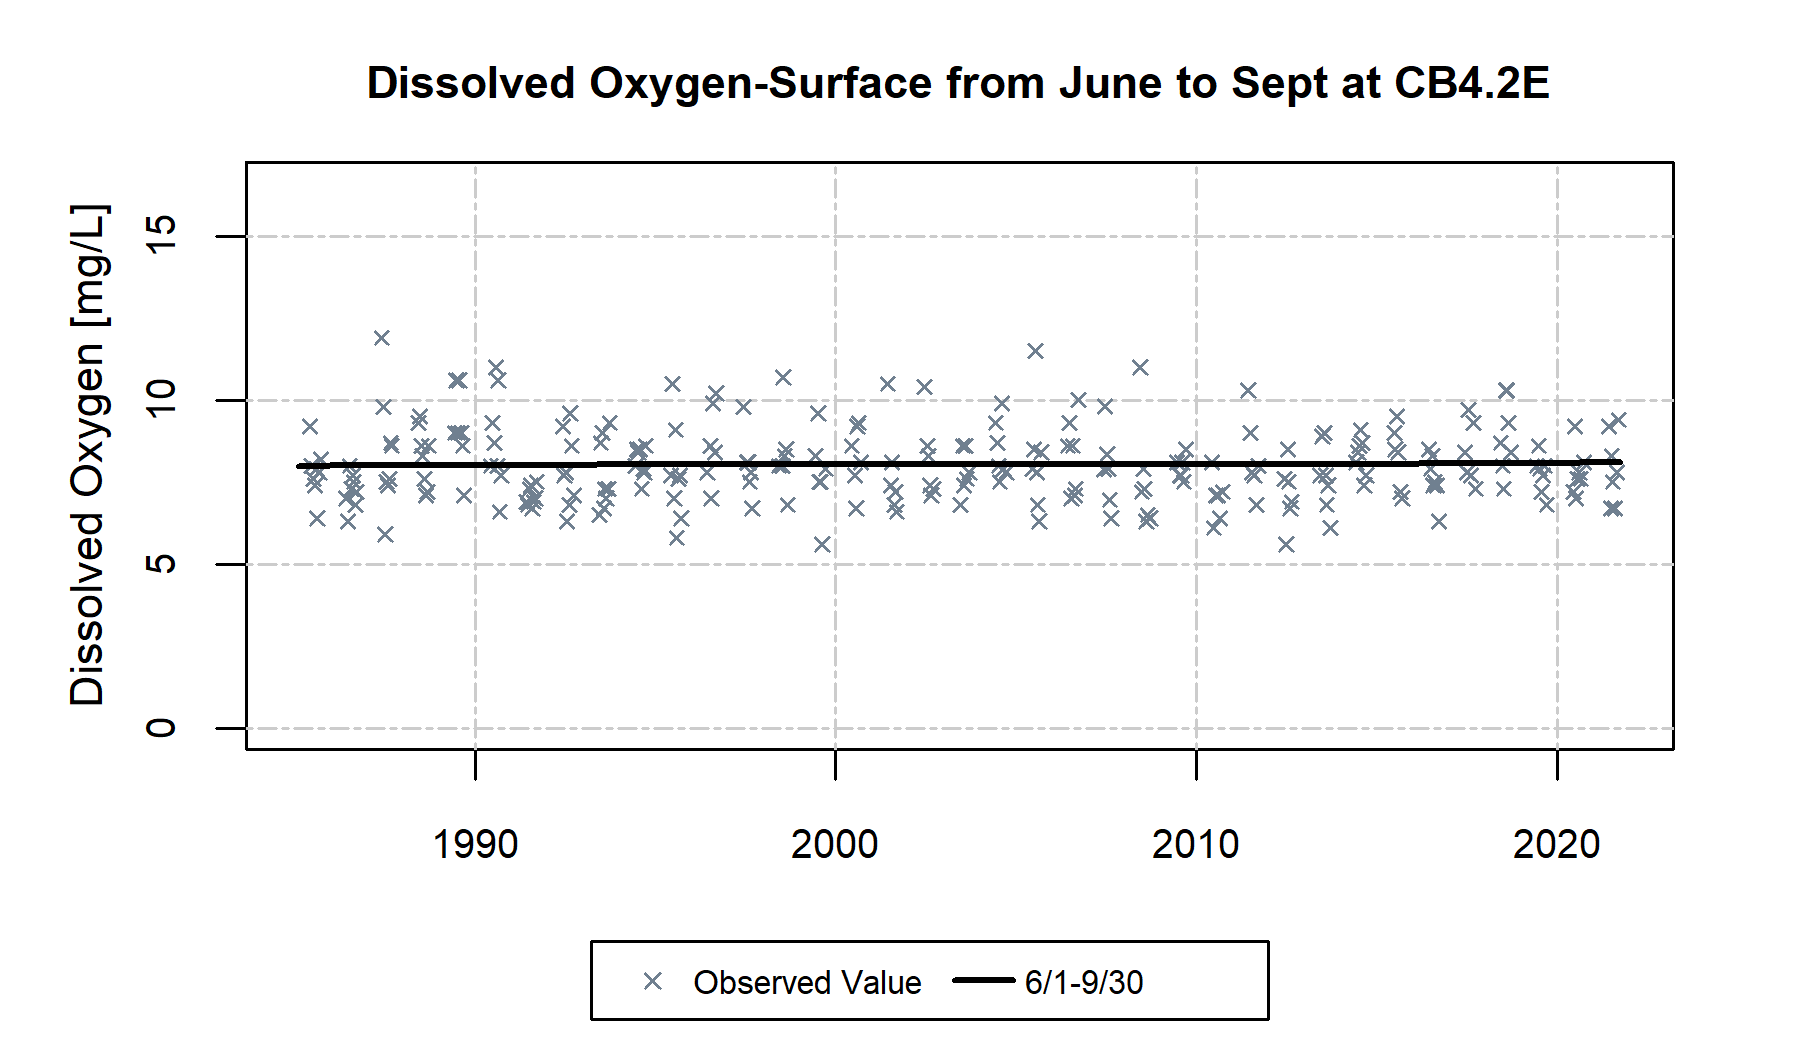 Dissolved Oxygen-Surface from June to Sept at CB4.2E
Dissolved Oxygen [mg/L]
15
10
5
0
1990 2000 2010 2020
Observed Value 6/1-9/30